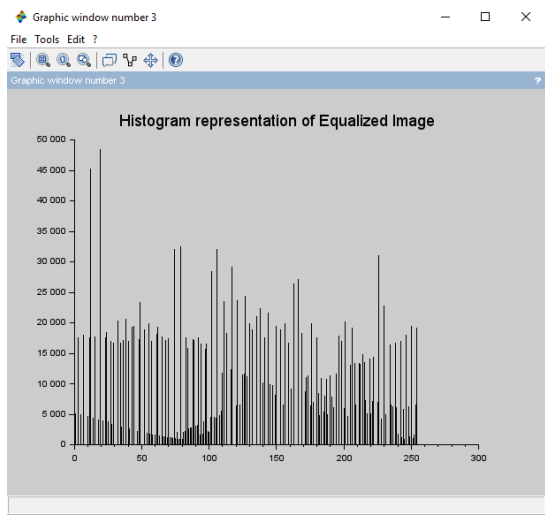 Graphic window number 3
File Tools Edit ?
Graphic window number 3 ?
Histogram representation of Equalized Image
50 000
45 000
40 000
35 000
30 000
25 000
20 000
15 000
10 000
5 000
0
0 50 100 150 200 250 300